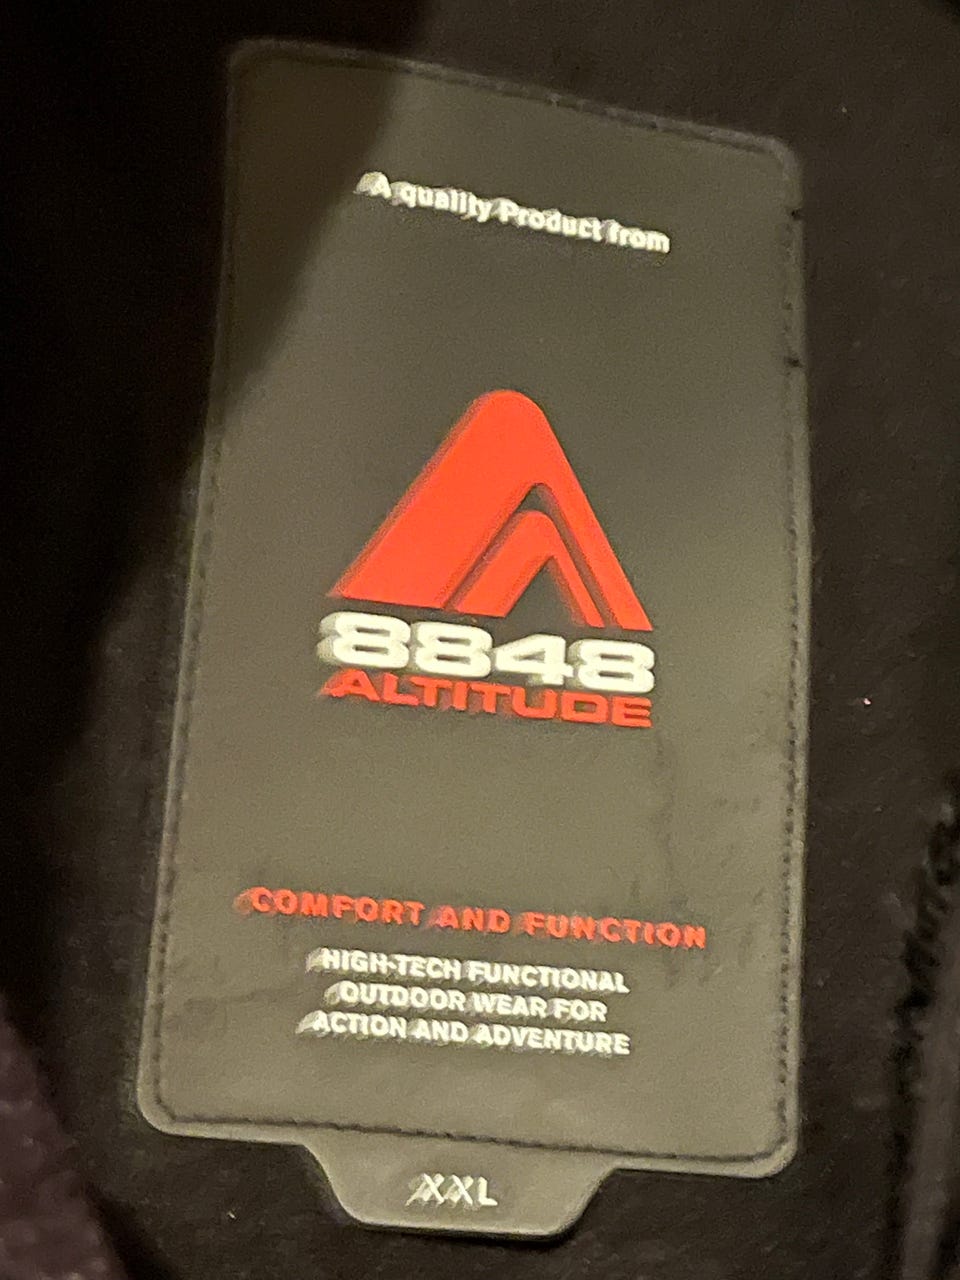 A quality Product from
8848
ALTITUDE
COMFORT AND FUNCTION
HIGH-TECH FUNCTIONAL
OUTDOOR WEAR FOR
ACTION AND ADVENTURE
XXL